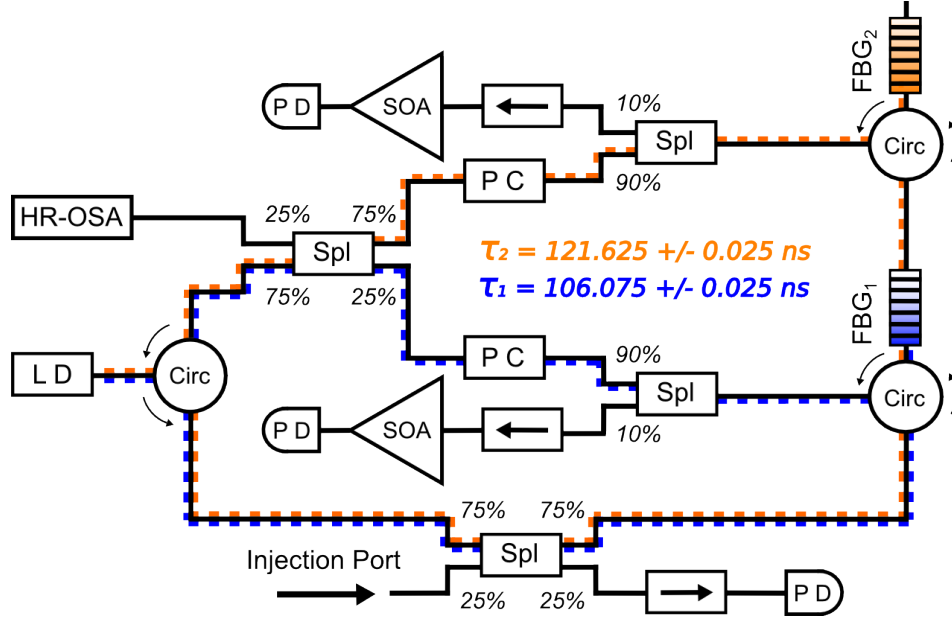 FBG2
10%
P D
SOA
Spl
Circ
P C
90%
25%
75%
HR-OSA
Spl
τ₂ = 121.625 +/- 0.025 ns
τ₁ = 106.075 +/- 0.025 ns
75%
25%
FBG1
P C
90%
L D
Circ
Spl
Circ
P D
SOA
10%
75%
75%
Injection Port
Spl
25%
25%
P D